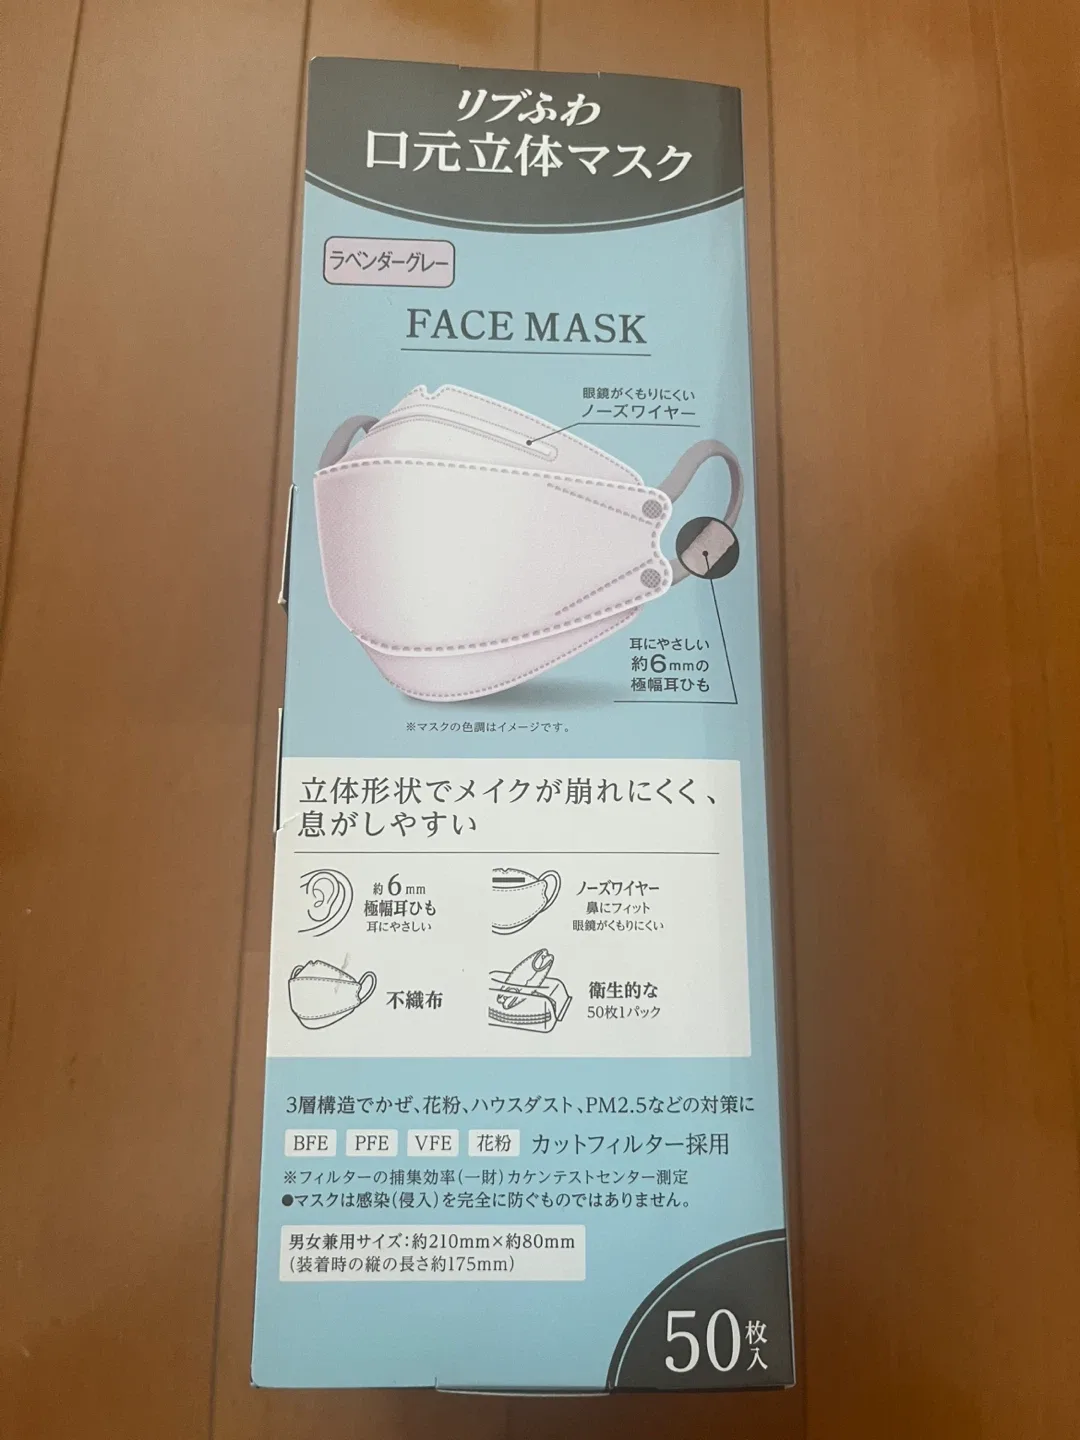 リブふわ
口元立体マスク
ラベンダーグレー
FACE MASK
眼鏡がくもりにくい
ノーズワイヤー
耳にやさしい
約6mmの
極幅耳ひも
※マスクの色調はイメージです。
立体形状でメイクが崩れにくく、
息がしやすい
約6mm
極幅耳ひも
耳にやさしい
ノーズワイヤー
鼻にフィット
眼鏡がくもりにくい
不織布
衛生的な
50枚1パック
3層構造でかぜ、花粉、ハウスダスト、PM2.5などの対策に
BFE PFE VFE 花粉 カットフィルター採用
※フィルターの捕集効率(一財)カケンテストセンター測定
●マスクは感染(侵入)を完全に防ぐものではありません。
男女兼用サイズ:約210mm×約80mm
(装着時の縦の長さ約175mm)
50枚入